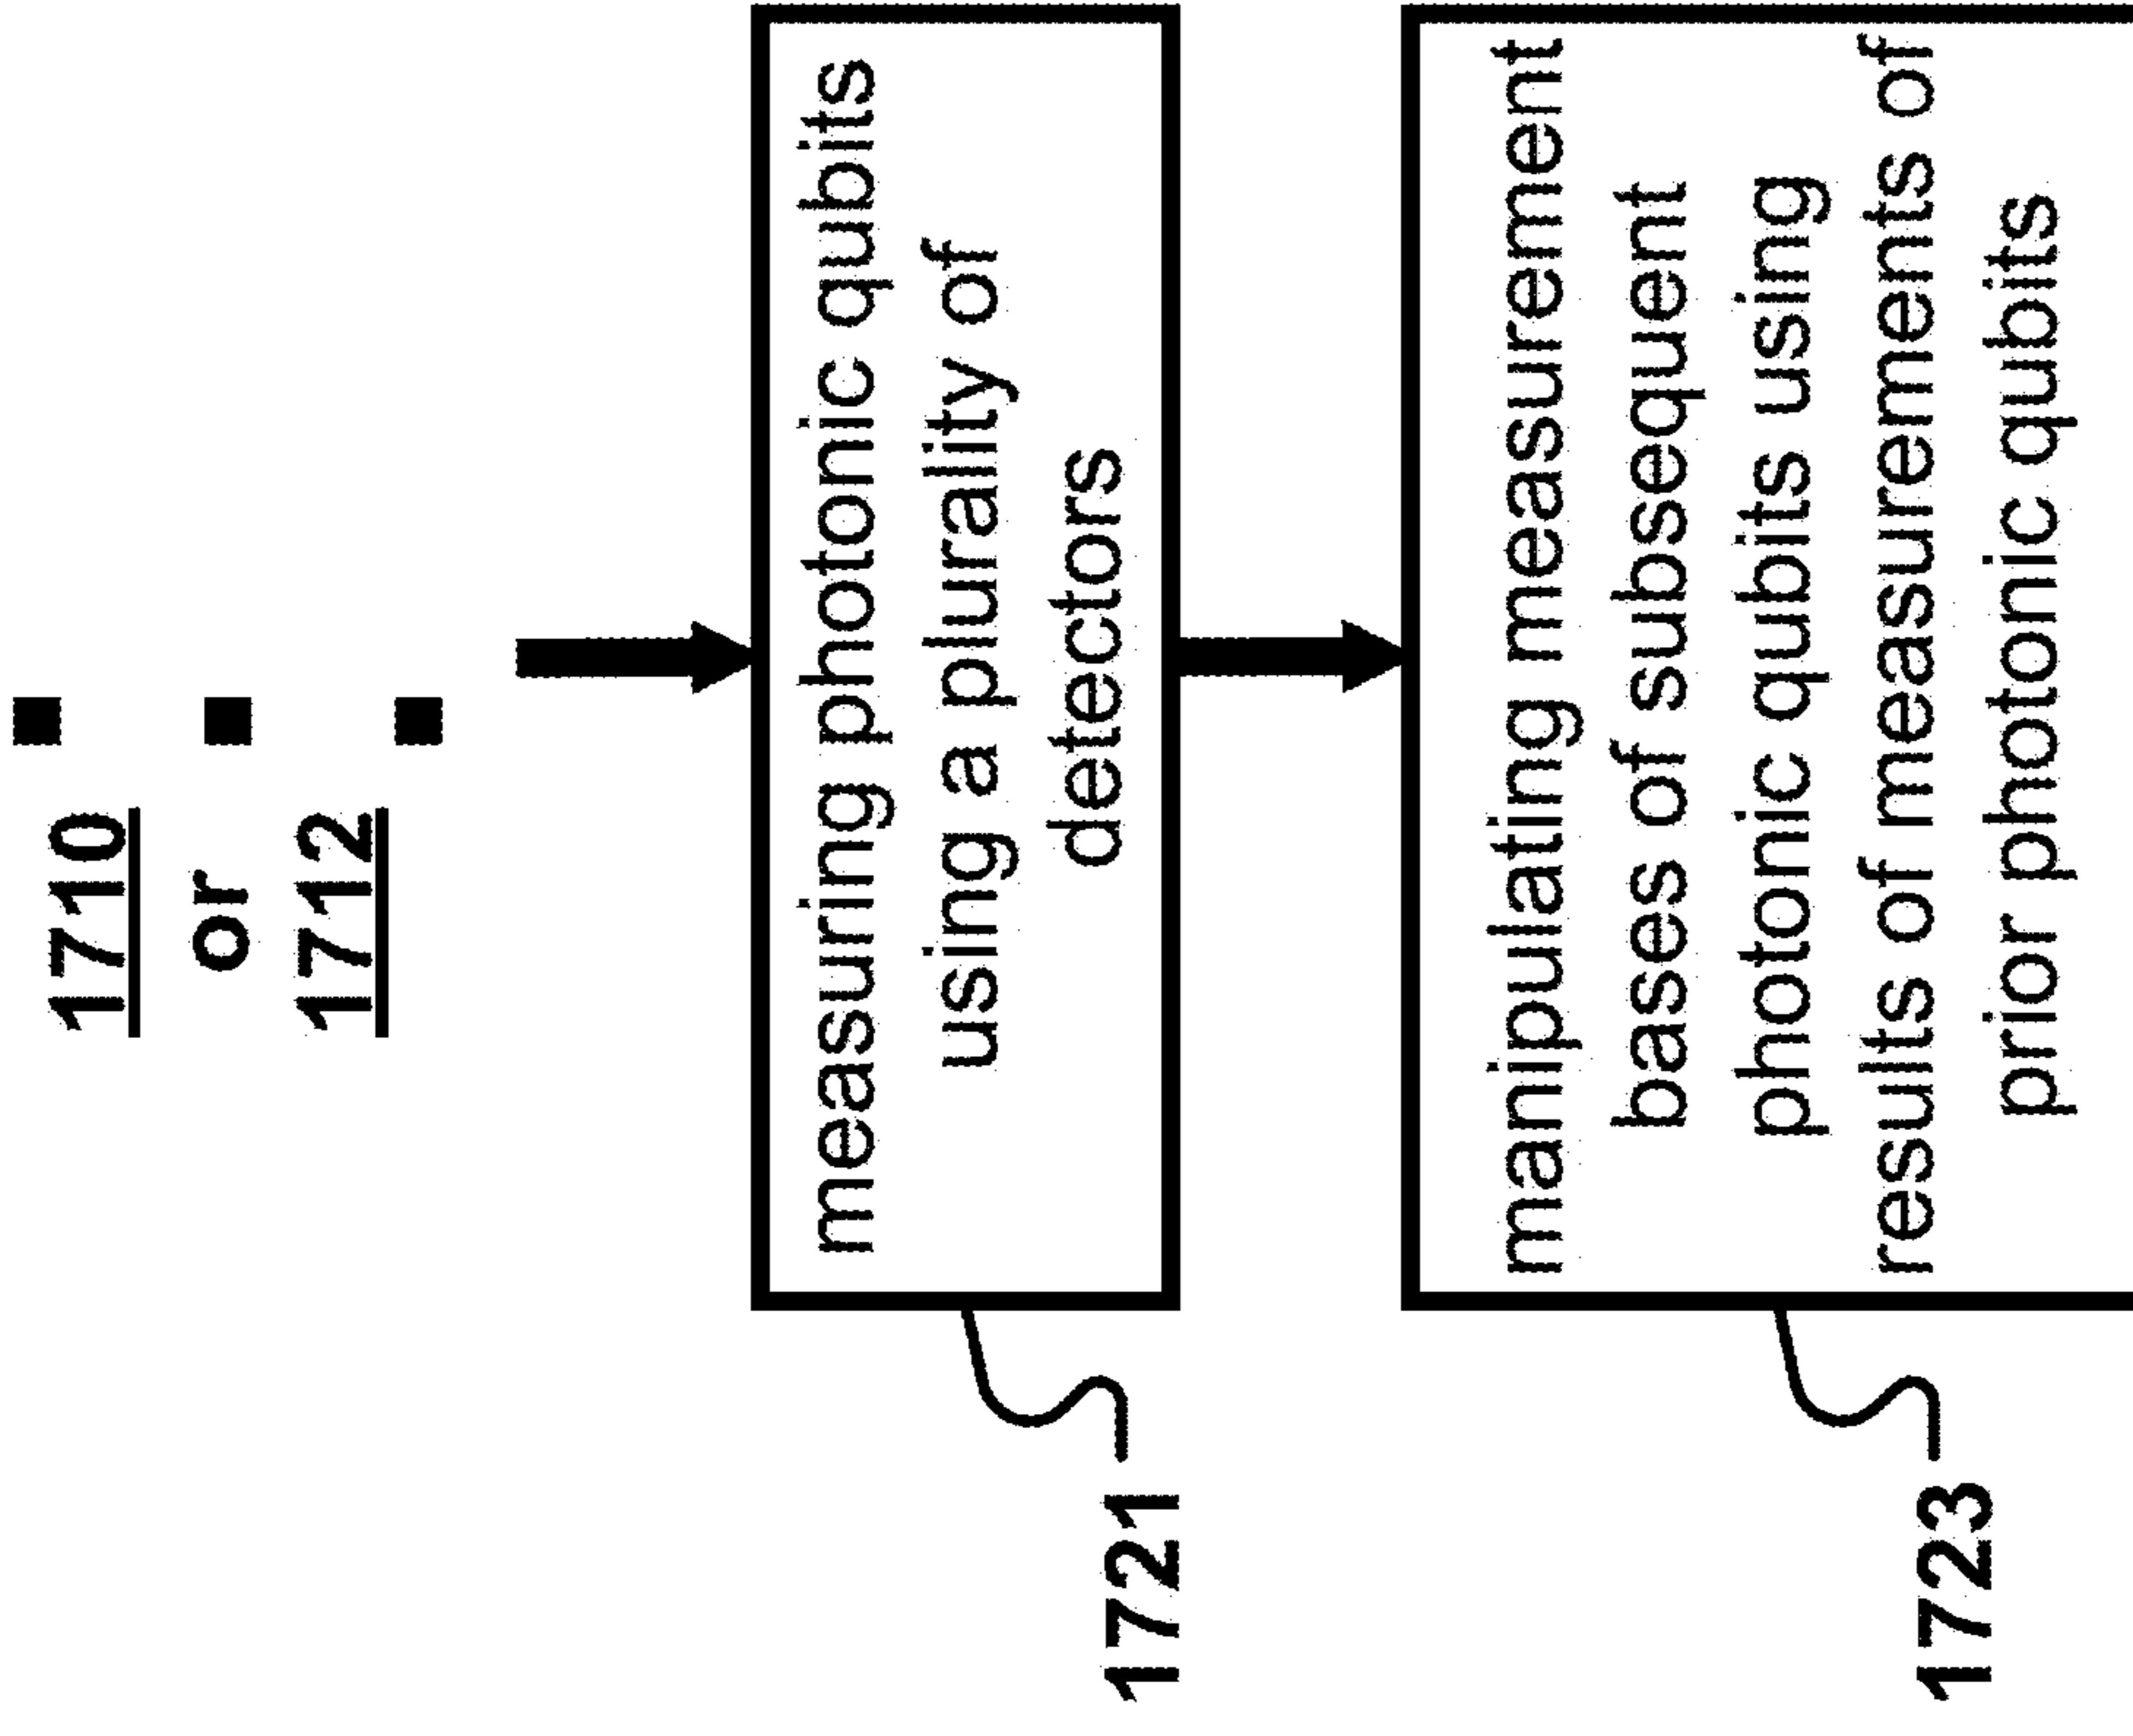 1710
or
1712
measuring photonic qubits
using a plurality of
detectors
1721
manipulating measurement
bases of subsequent
photonic qubits using
results of measurements of
prior photonic qubits
1723